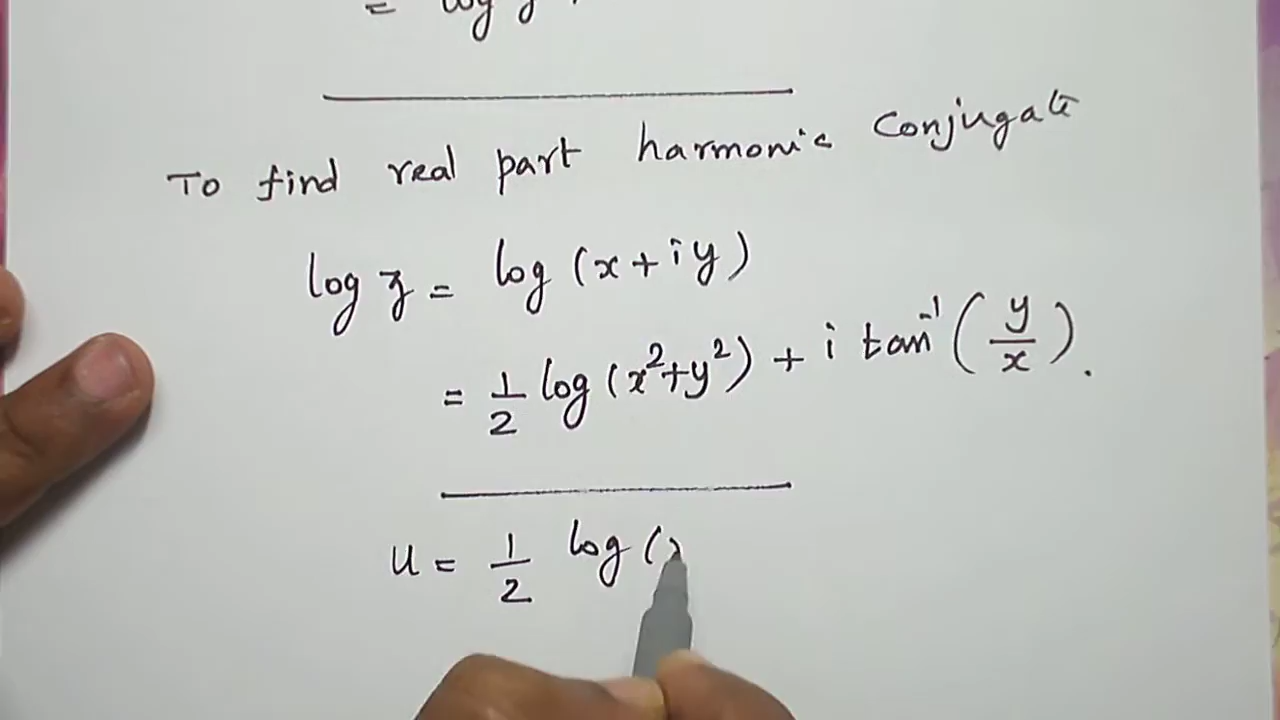 = log z
To find real part harmonic Conjugate
log z = log (x + iy)
= 1/2 log (x²+y²) + i tan⁻¹ (y/x).
u = 1/2 log (x